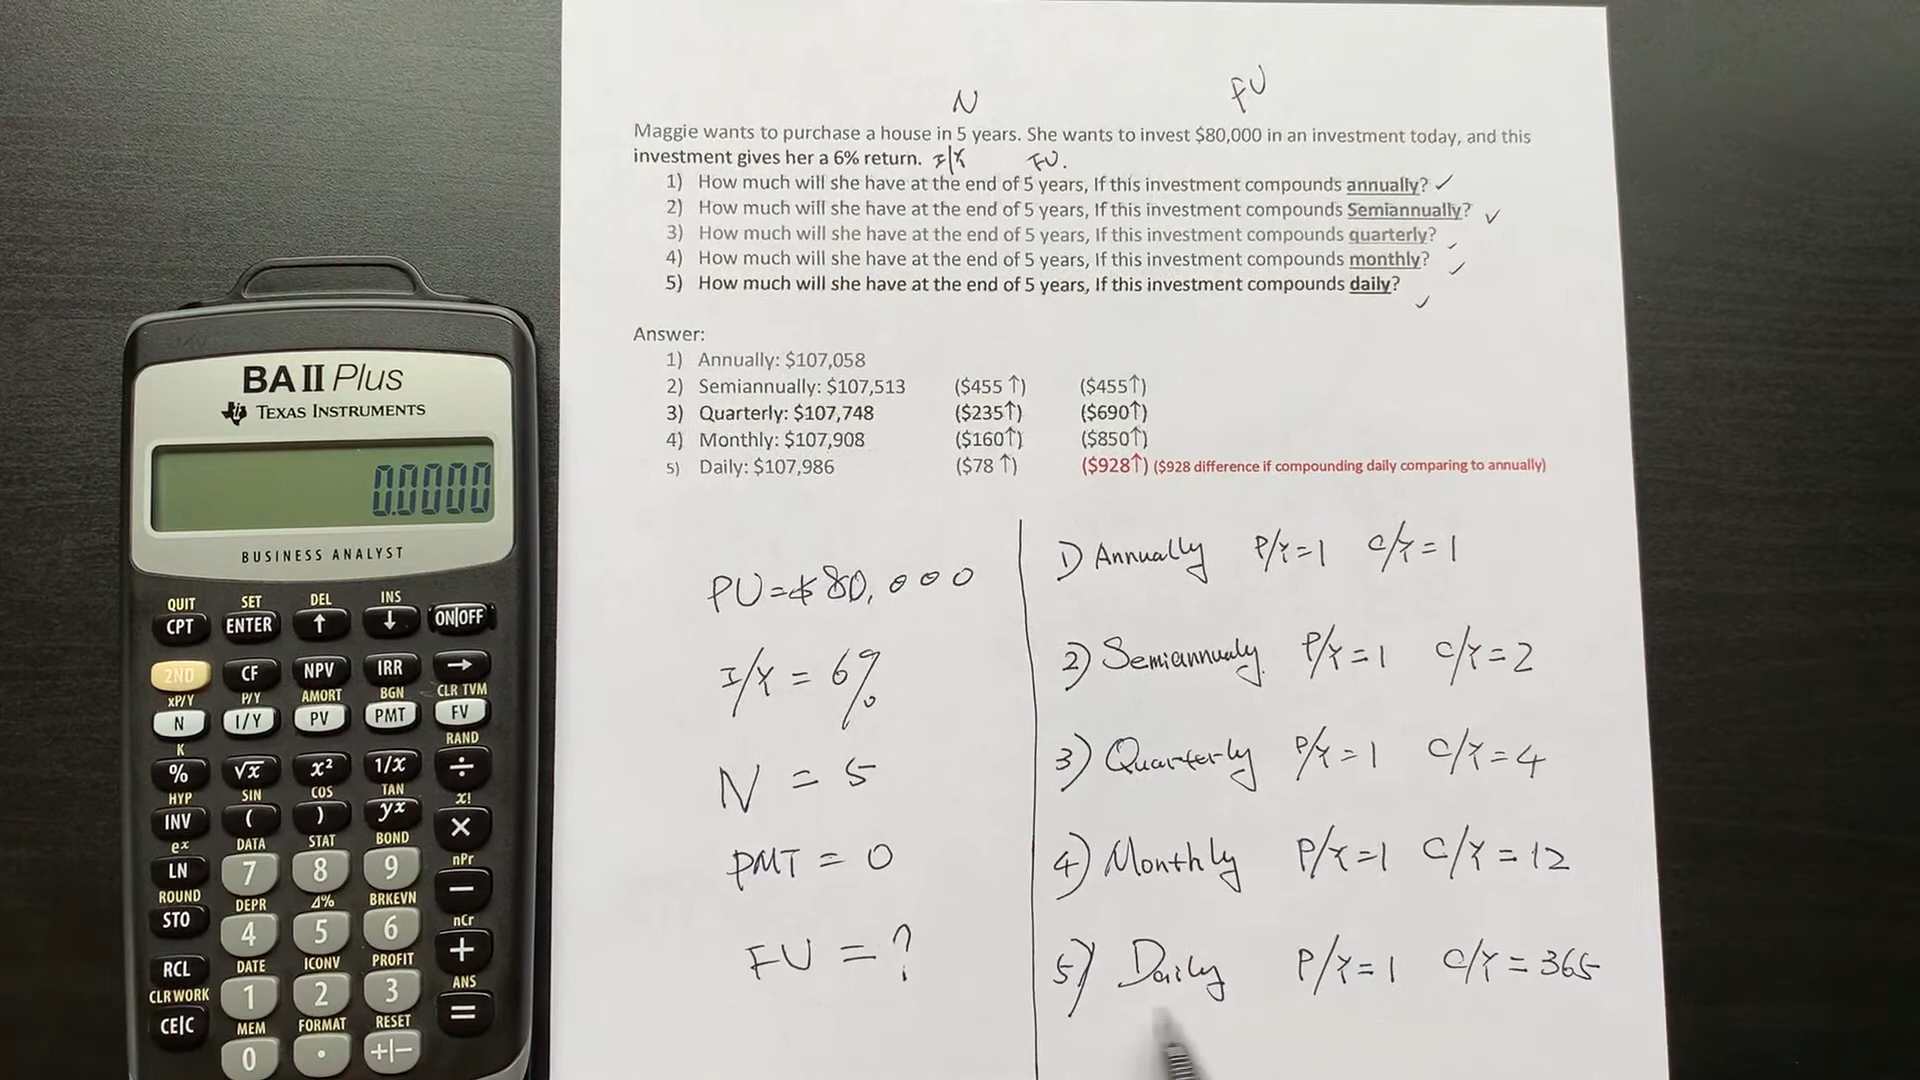 N FU
Maggie wants to purchase a house in 5 years. She wants to invest $80,000 in an investment today, and this
investment gives her a 6% return. I/Y FU.
1) How much will she have at the end of 5 years, If this investment compounds annually? ✓
2) How much will she have at the end of 5 years, If this investment compounds Semiannually? ✓
3) How much will she have at the end of 5 years, If this investment compounds quarterly? ✓
4) How much will she have at the end of 5 years, If this investment compounds monthly? ✓
5) How much will she have at the end of 5 years, If this investment compounds daily? ✓
Answer:
1) Annually: $107,058
2) Semiannually: $107,513 ($455 ↑) ($455↑)
3) Quarterly: $107,748 ($235↑) ($690↑)
4) Monthly: $107,908 ($160↑) ($850↑)
5) Daily: $107,986 ($78 ↑) ($928↑) ($928 difference if compounding daily comparing to annually)
PU = $80,000
I/Y = 6%
N = 5
PMT = 0
FU = ?
1) Annually P/Y = 1 C/Y = 1
2) Semiannualy. P/Y = 1 C/Y = 2
3) Quarterly P/Y = 1 C/Y = 4
4) Monthly P/Y = 1 C/Y = 12
5) Daily P/Y = 1 C/Y = 365
BA II Plus
TEXAS INSTRUMENTS
0.0000
BUSINESS ANALYST
QUIT SET DEL INS
CPT ENTER ↑ ↓ ON|OFF
2ND CF NPV IRR →
xP/Y P/Y AMORT BGN CLR TVM
N I/Y PV PMT FV
K RAND
% √x x² 1/x ÷
HYP SIN COS TAN x!
INV ( ) yx ×
ex DATA STAT BOND nPr
LN 7 8 9 −
ROUND DEPR Δ% BRKEVN nCr
STO 4 5 6 +
DATE ICONV PROFIT ANS
RCL 1 2 3 =
CLR WORK MEM FORMAT RESET
CE|C 0 . +|−